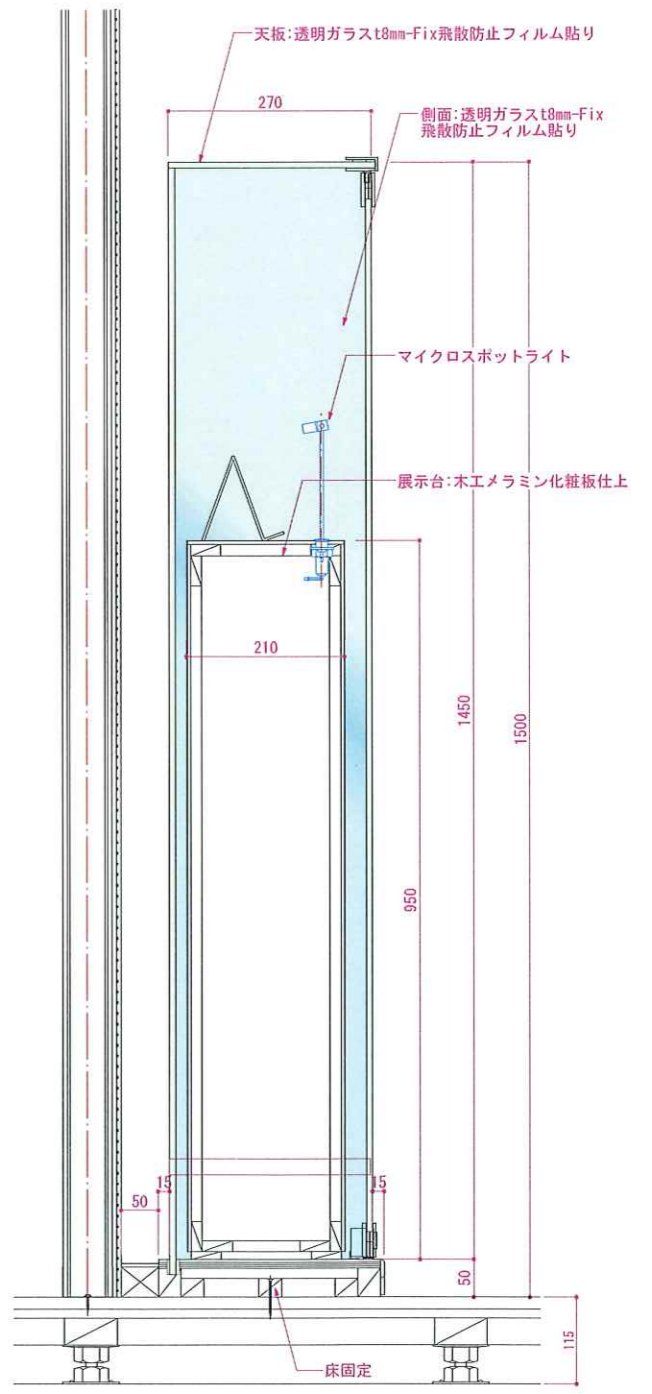 天板:透明ガラスt8mm-Fix飛散防止フィルム貼り
270
側面:透明ガラスt8mm-Fix
飛散防止フィルム貼り
マイクロスポットライト
展示台:木工メラミン化粧板仕上
210
1450
1500
950
15
15
50
50
115
床固定